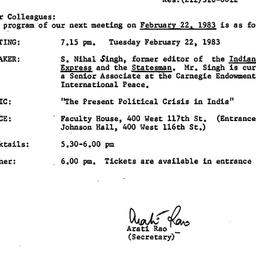 r Colleagues:
program of our next meeting on February 22, 1983 is as fo
TING: 7.15 pm. Tuesday February 22, 1983
AKER: S. Nihal Singh, former editor of the Indian
Express and the Statesman. Mr. Singh is cur
a Senior Associate at the Carnegie Endowment
International Peace.
IC: "The Present Political Crisis in India"
CE: Faculty House, 400 West 117th St. (Entrance
Johnson Hall, 400 West 116th St.)
ktails: 5.30-6.00 pm
ner: 6.00 pm. Tickets are available in entrance
Arati Rao
Arati Rao
(Secretary)